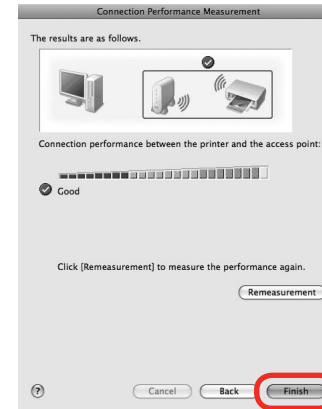 Connection Performance Measurement
The results are as follows.
Connection performance between the printer and the access point:
Good
Click [Remeasurement] to measure the performance again.
Remeasurement
? Cancel Back Finish